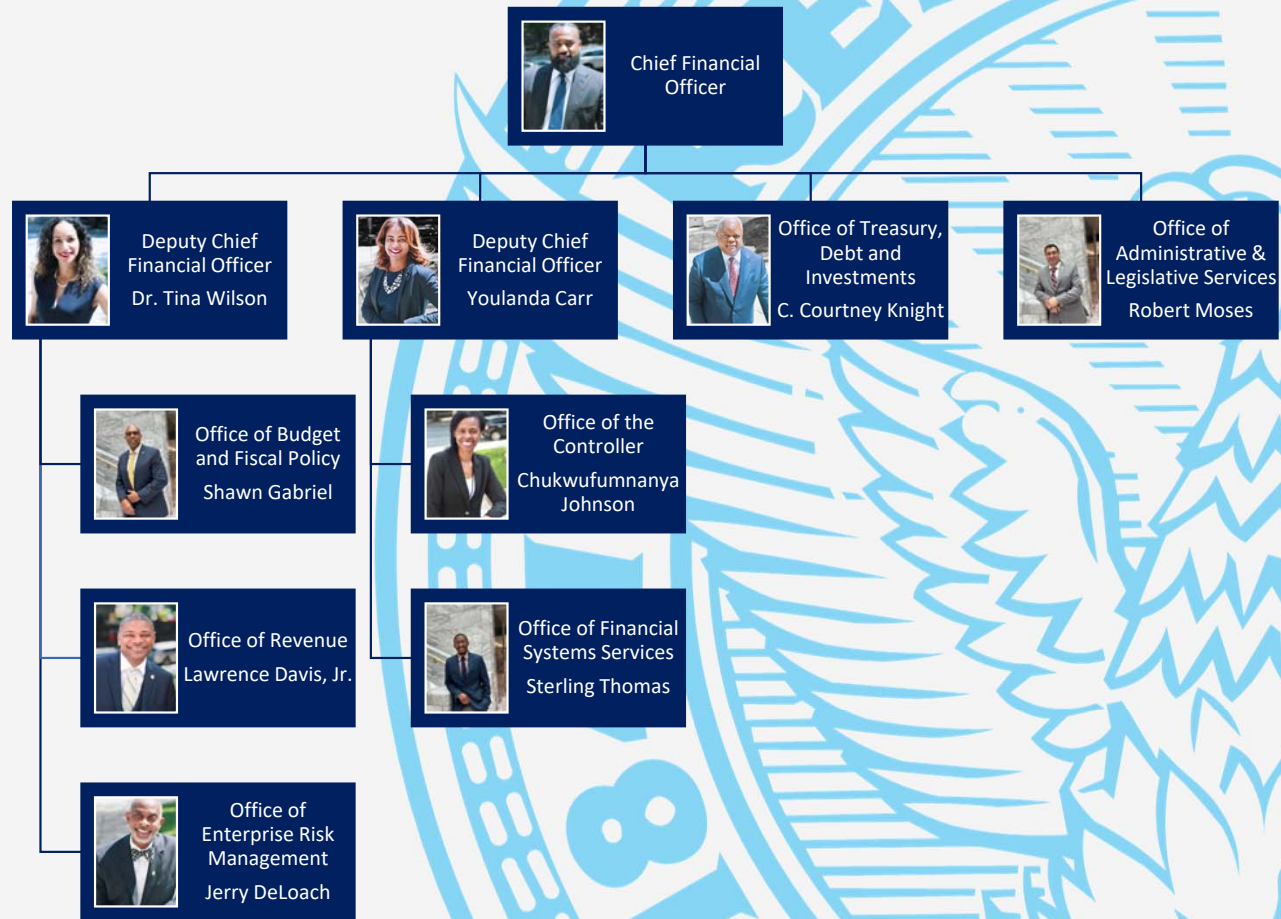 Chief Financial
Officer
Deputy Chief
Financial Officer
Dr. Tina Wilson
Deputy Chief
Financial Officer
Youlanda Carr
Office of Treasury,
Debt and
Investments
C. Courtney Knight
Office of
Administrative &
Legislative Services
Robert Moses
Office of Budget
and Fiscal Policy
Shawn Gabriel
Office of the
Controller
Chukwufumnanya
Johnson
Office of Revenue
Lawrence Davis, Jr.
Office of Financial
Systems Services
Sterling Thomas
Office of
Enterprise Risk
Management
Jerry DeLoach